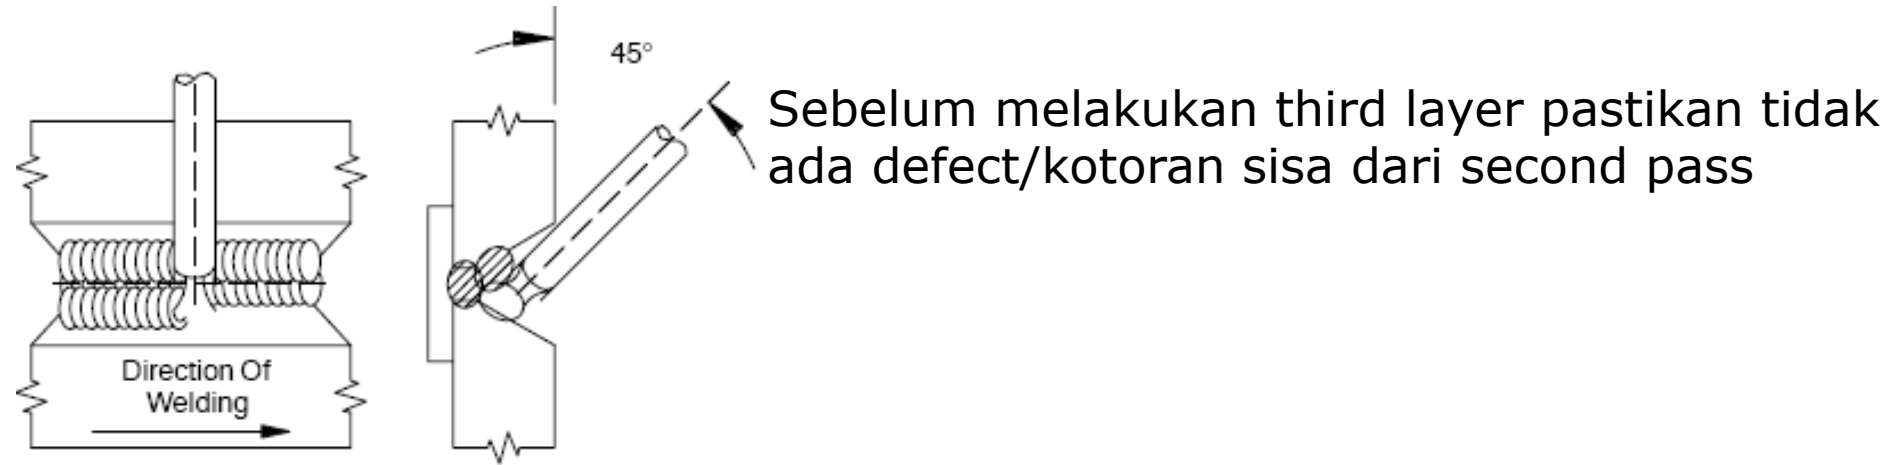 45°
Sebelum melakukan third layer pastikan tidak
ada defect/kotoran sisa dari second pass
Direction Of
Welding